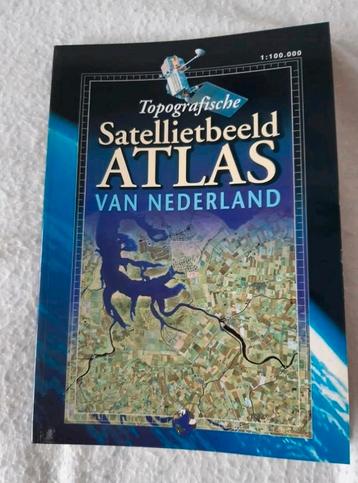 1:100.000
Topografische
Satellietbeeld
ATLAS
VAN NEDERLAND